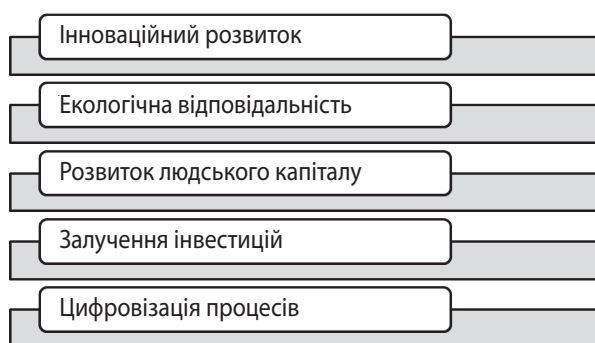 Інноваційний розвиток
Екологічна відповідальність
Розвиток людського капіталу
Залучення інвестицій
Цифровізація процесів